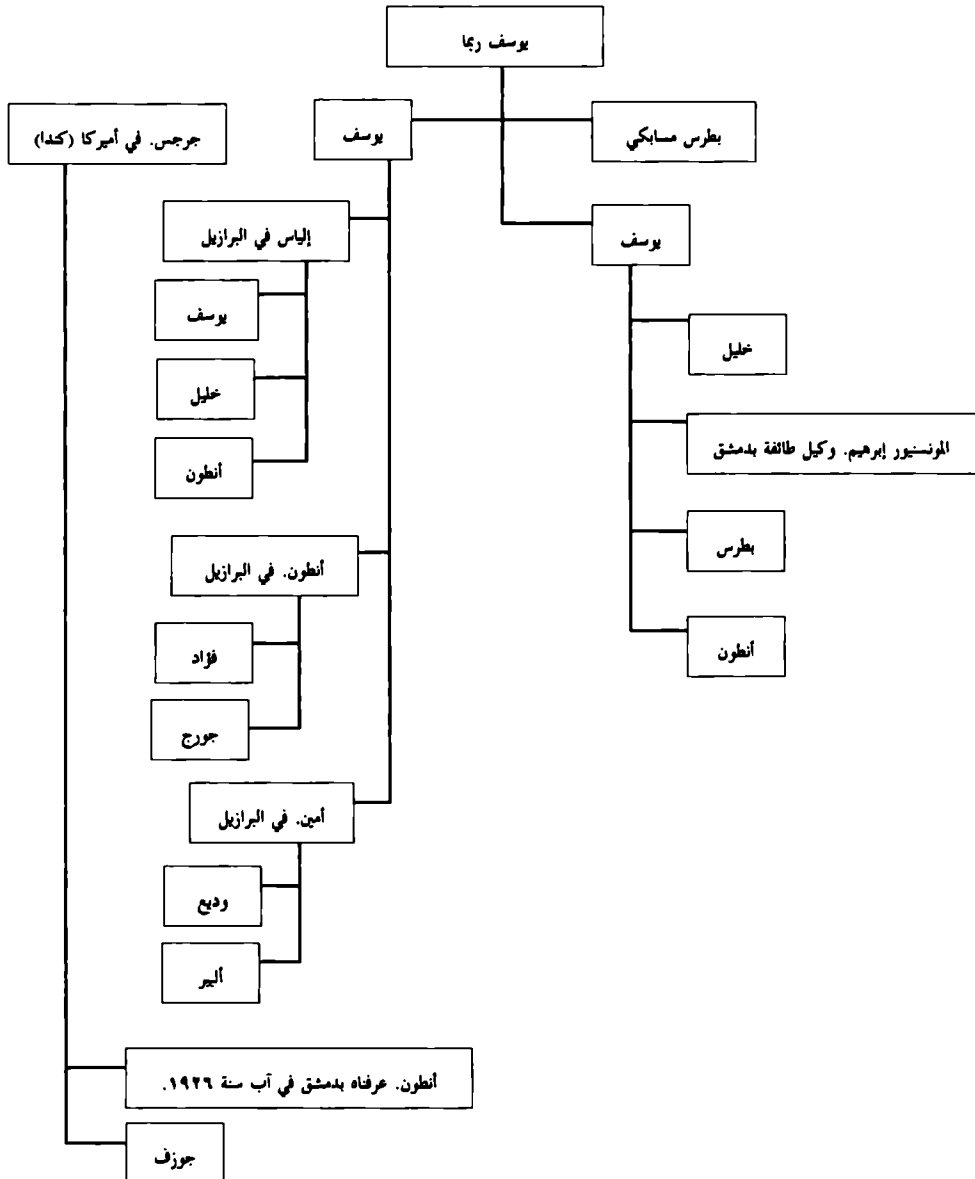 يوسف ربما
بطرس مسابكي
يوسف
خليل
المونسنيور إبرهيم. وكيل طائفة بدمشق
بطرس
أنطون
يوسف
إلياس في البرازيل
يوسف
خليل
أنطون
أنطون. في البرازيل
فؤاد
جورج
أمين. في البرازيل
وديع
ألبير
جرجس. في أميركا (كندا)
أنطون. عرفناه بدمشق في آب سنة ١٩٢٦.
جوزف